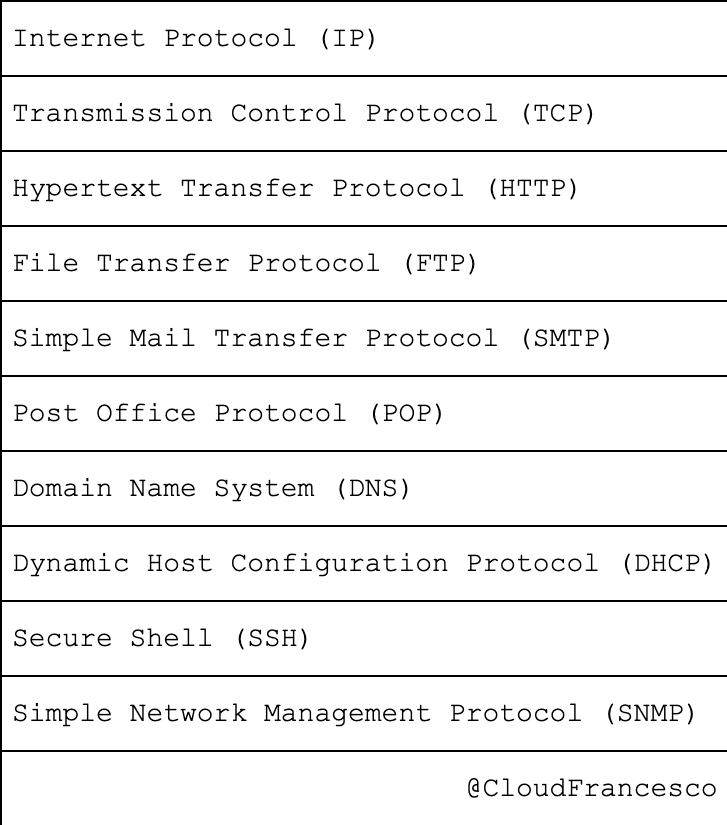 Internet Protocol (IP)
Transmission Control Protocol (TCP)
Hypertext Transfer Protocol (HTTP)
File Transfer Protocol (FTP)
Simple Mail Transfer Protocol (SMTP)
Post Office Protocol (POP)
Domain Name System (DNS)
Dynamic Host Configuration Protocol (DHCP)
Secure Shell (SSH)
Simple Network Management Protocol (SNMP)
@CloudFrancesco